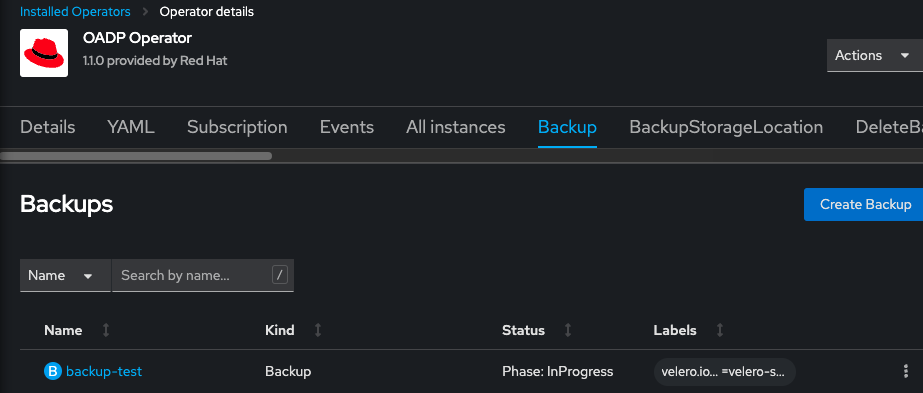 Installed Operators > Operator details
OADP Operator
1.1.0 provided by Red Hat
Actions
Details YAML Subscription Events All instances Backup BackupStorageLocation DeleteBa
Backups
Create Backup
Name Search by name... /
Name Kind Status Labels
B backup-test Backup Phase: InProgress velero.io... =velero-s...